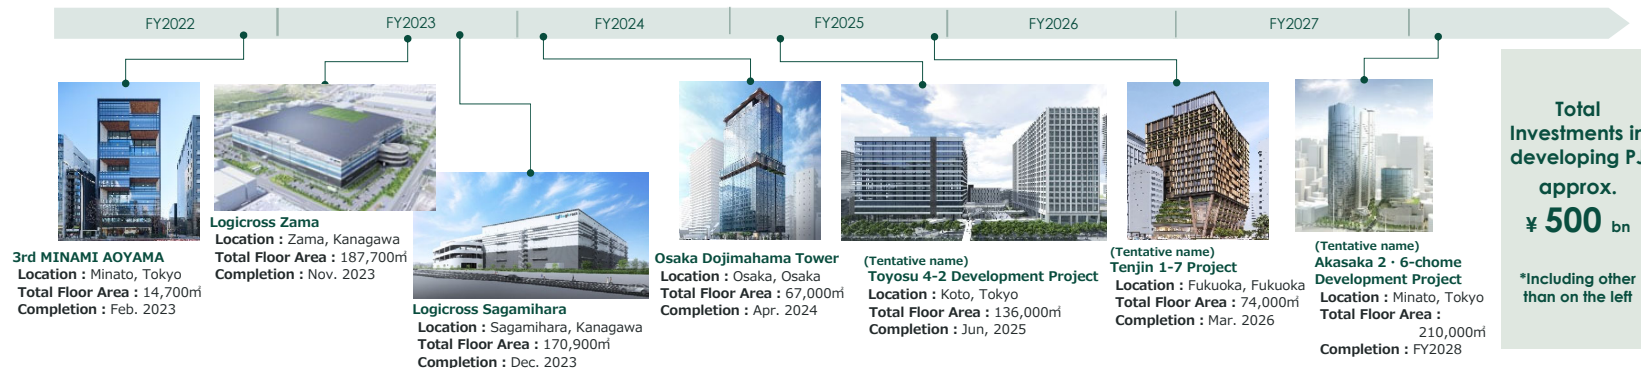 FY2022
FY2023
FY2024
FY2025
FY2026
FY2027
3rd MINAMI AOYAMA
Location : Minato, Tokyo
Total Floor Area : 14,700㎡
Completion : Feb. 2023
Logicross Zama
Location : Zama, Kanagawa
Total Floor Area : 187,700㎡
Completion : Nov. 2023
Logicross Sagamihara
Location : Sagamihara, Kanagawa
Total Floor Area : 170,900㎡
Completion : Dec. 2023
Osaka Dojimahama Tower
Location : Osaka, Osaka
Total Floor Area : 67,000㎡
Completion : Apr. 2024
(Tentative name)
Toyosu 4-2 Development Project
Location : Koto, Tokyo
Total Floor Area : 136,000㎡
Completion : Jun, 2025
(Tentative name)
Tenjin 1-7 Project
Location : Fukuoka, Fukuoka
Total Floor Area : 74,000㎡
Completion : Mar. 2026
(Tentative name)
Akasaka 2・6-chome
Development Project
Location : Minato, Tokyo
Total Floor Area :
210,000㎡
Completion : FY2028
Total
Investments in
developing PJ
approx.
¥ 500 bn
*Including other
than on the left